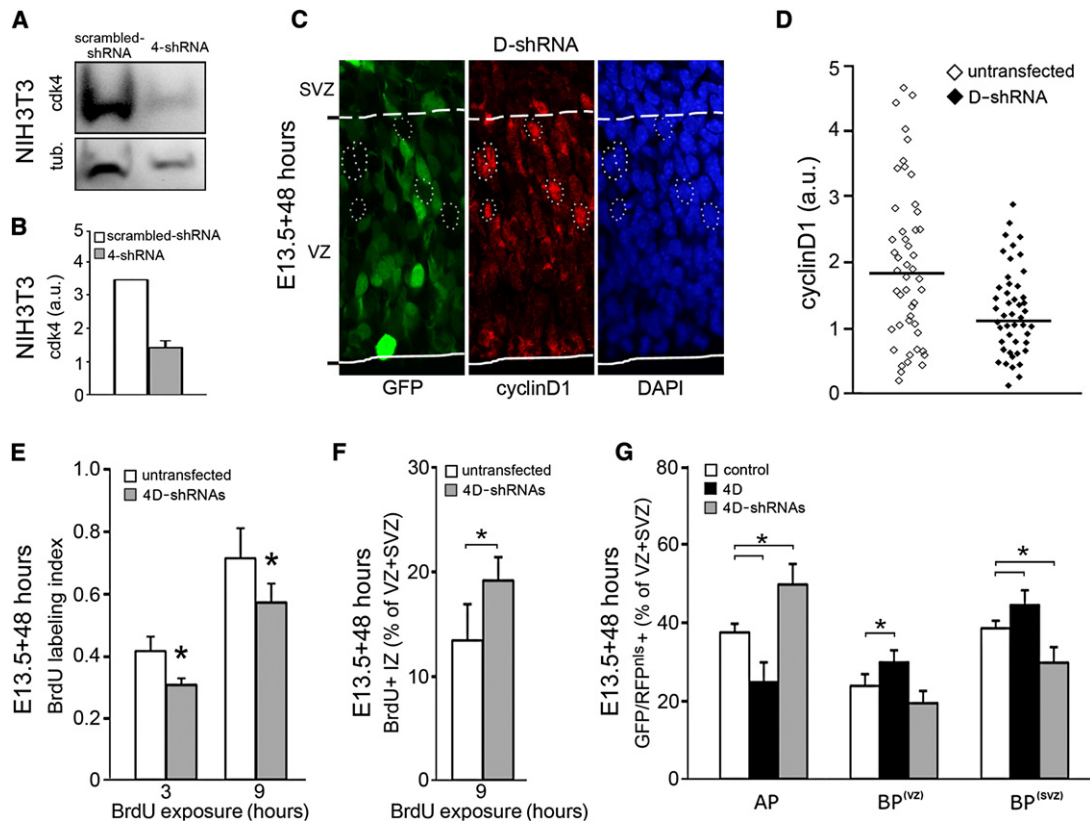 A
scrambled-shRNA
4-shRNA
NIH3T3
cdk4
tub.
B
scrambled-shRNA
4-shRNA
NIH3T3
cdk4 (a.u.)
5
4
3
2
1
0
C
D-shRNA
E13.5+48 hours
SVZ
VZ
GFP
cyclinD1
DAPI
D
untransfected
D-shRNA
cyclinD1 (a.u.)
5
4
3
2
1
0
E
untransfected
4D-shRNAs
E13.5+48 hours
BrdU labeling index
1.0
0.8
0.6
0.4
0.2
0
*
*
3
9
BrdU exposure (hours)
F
untransfected
4D-shRNAs
E13.5+48 hours
BrdU+ IZ (% of VZ+SVZ)
30
20
10
0
*
9
BrdU exposure (hours)
G
control
4D
4D-shRNAs
E13.5+48 hours
GFP/RFPnls+ (% of VZ+SVZ)
80
60
40
20
0
*
*
*
AP
BP(VZ)
BP(SVZ)